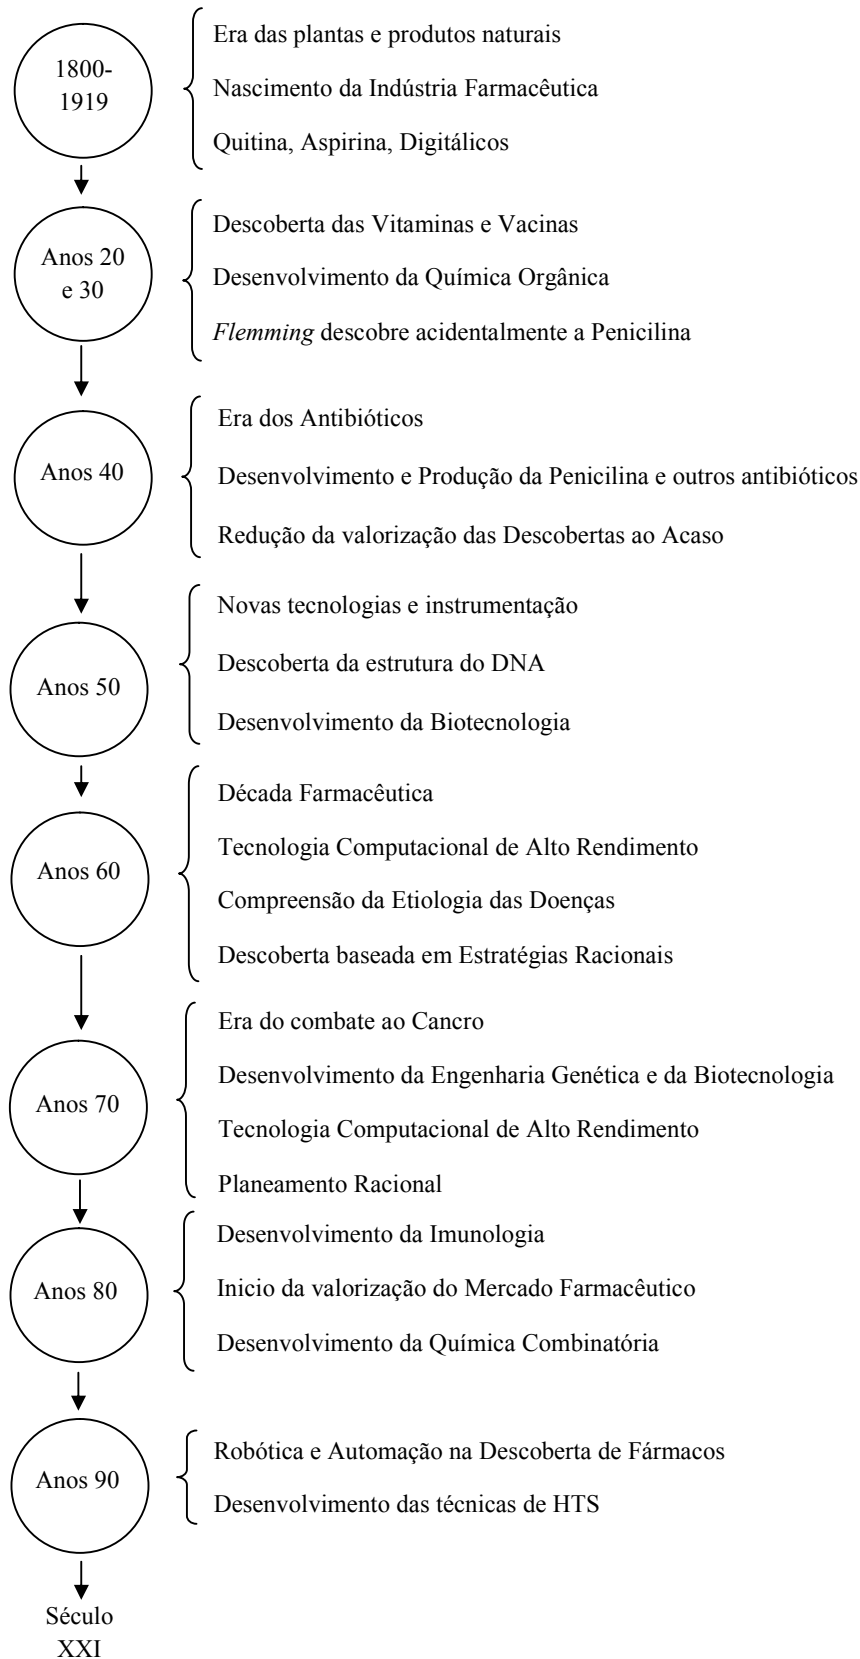 1800-
1919
Era das plantas e produtos naturais
Nascimento da Indústria Farmacêutica
Quitina, Aspirina, Digitálicos
Anos 20
e 30
Descoberta das Vitaminas e Vacinas
Desenvolvimento da Química Orgânica
Flemming descobre acidentalmente a Penicilina
Anos 40
Era dos Antibióticos
Desenvolvimento e Produção da Penicilina e outros antibióticos
Redução da valorização das Descobertas ao Acaso
Anos 50
Novas tecnologias e instrumentação
Descoberta da estrutura do DNA
Desenvolvimento da Biotecnologia
Anos 60
Década Farmacêutica
Tecnologia Computacional de Alto Rendimento
Compreensão da Etiologia das Doenças
Descoberta baseada em Estratégias Racionais
Anos 70
Era do combate ao Cancro
Desenvolvimento da Engenharia Genética e da Biotecnologia
Tecnologia Computacional de Alto Rendimento
Planeamento Racional
Anos 80
Desenvolvimento da Imunologia
Inicio da valorização do Mercado Farmacêutico
Desenvolvimento da Química Combinatória
Anos 90
Robótica e Automação na Descoberta de Fármacos
Desenvolvimento das técnicas de HTS
Século
XXI